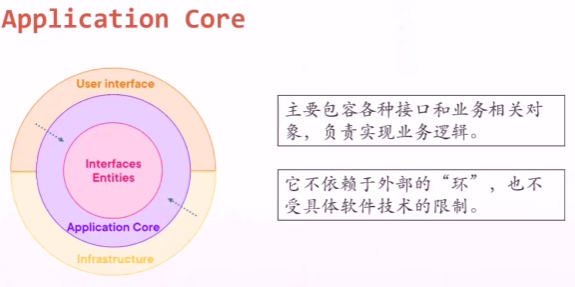 Application Core
User interface
Interfaces
Entities
Application Core
Infrastructure
主要包容各种接口和业务相关对
象，负责实现业务逻辑。
它不依赖于外部的“环”，也不
受具体软件技术的限制。